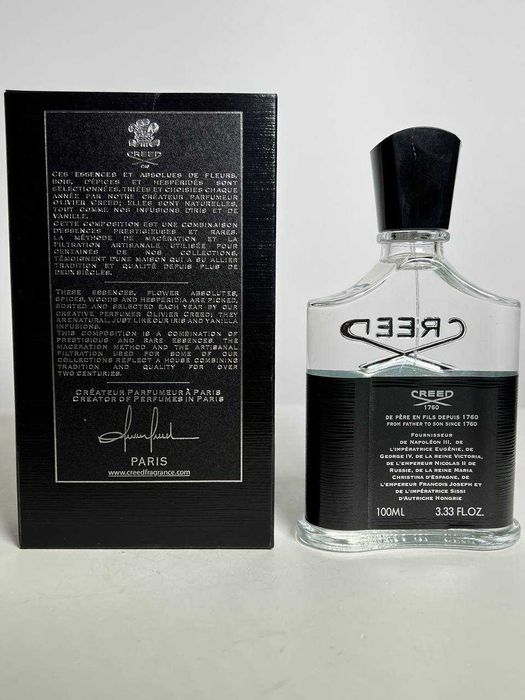 CREED
CES ESSENCES ET ABSOLUES DE FLEURS,
BOIS, D'ÉPICES ET HESPÉRIDÉS SONT
SÉLECTIONNÉES, TRIÉES ET CHOISIES CHAQUE
ANNÉE PAR NOTRE CRÉATEUR PARFUMEUR
OLIVIER CREED; ELLES SONT NATURELLES,
TOUT COMME NOS INFUSIONS D'IRIS ET DE
VANILLE.
CETTE COMPOSITION EST UNE COMBINAISON
D'ESSENCES PRESTIGIEUSES ET RARES.
LA MÉTHODE DE MACÉRATION ET LA
FILTRATION ARTISANALE UTILISÉE POUR
CERTAINES DE NOS COLLECTIONS,
TÉMOIGNENT D'UNE MAISON QUI A SU ALLIER
TRADITION ET QUALITÉ DEPUIS PLUS DE
DEUX SIÈCLES.
THESE ESSENCES, FLOWER ABSOLUTES,
SPICES, WOODS AND HESPERIDIA ARE PICKED,
SORTED AND SELECTED EACH YEAR BY OUR
CREATIVE PERFUMER OLIVIER CREED; THEY
ARE NATURAL, JUST LIKE OUR IRIS AND VANILLA
INFUSIONS.
THIS COMPOSITION IS A COMBINATION OF
PRESTIGIOUS AND RARE ESSENCES. THE
MACERATION METHOD AND THE ARTISANAL
FILTRATION USED FOR SOME OF OUR
COLLECTIONS REFLECT A HOUSE COMBINING
TRADITION AND QUALITY FOR OVER
TWO CENTURIES.
CRÉATEUR PARFUMEUR À PARIS
CREATOR OF PERFUMES IN PARIS
PARIS
www.creedfragrance.com
CREED
CREED
1760
DE PÈRE EN FILS DEPUIS 1760
FROM FATHER TO SON SINCE 1760
FOURNISSEUR
DE NAPOLÉON III, DE
L'IMPÉRATRICE EUGÉNIE, DE
GEORGE IV, DE LA REINE VICTORIA,
DE L'EMPEREUR NICOLAS II DE
RUSSIE, DE LA REINE MARIA
CHRISTINA D'ESPAGNE, DE
L'EMPEREUR FRANCOIS JOSEPH ET
DE L'IMPÉRATRICE SISSI
D'AUTRICHE HONGRIE
100ML 3.33 FL.OZ.